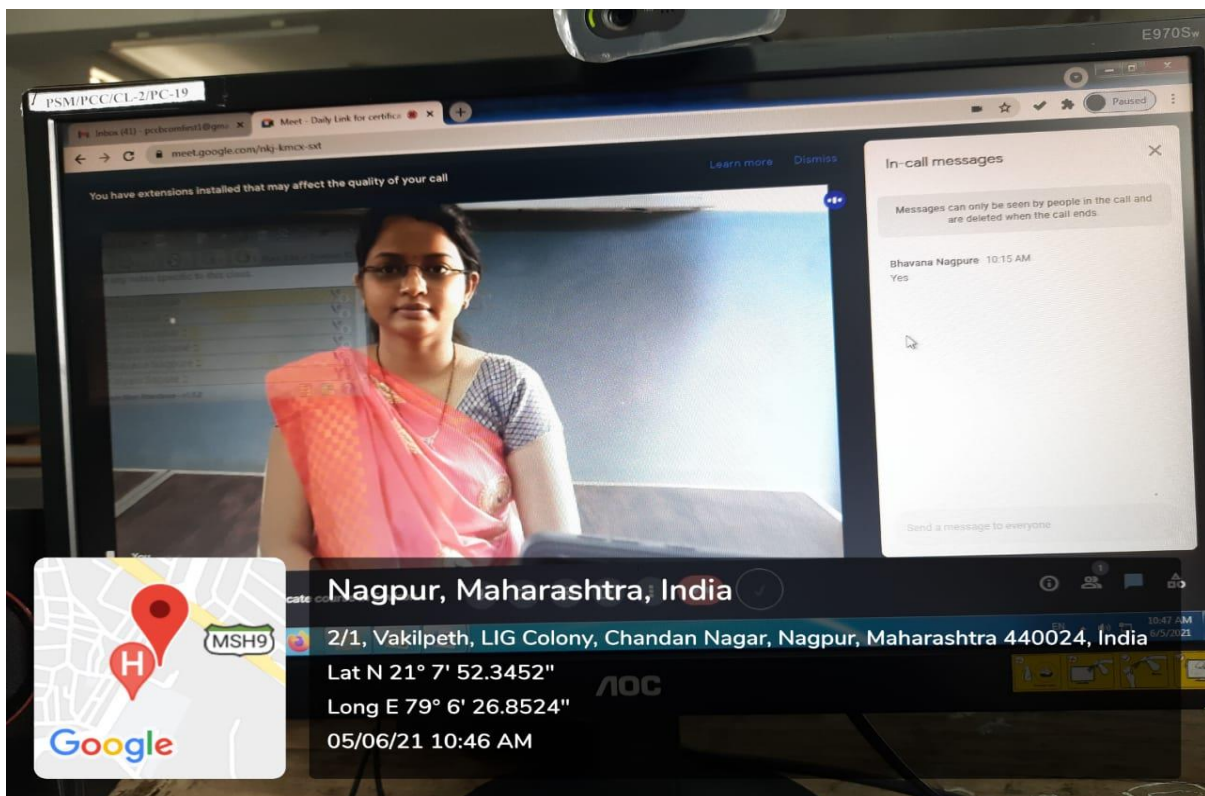 E970Sw
PSM/PCC/CL-2/PC-19
Meet - Daily Link for certifica
Paused
meet.google.com/nkj-kmcx-sxt
You have extensions installed that may affect the quality of your call
Learn more
Dismiss
In-call messages
Messages can only be seen by people in the call and
are deleted when the call ends.
Bhavana Nagpure 10:15 AM
Yes
Send a message to everyone
You
1
MSH9
H
Google
Nagpur, Maharashtra, India
2/1, Vakilpeth, LIG Colony, Chandan Nagar, Nagpur, Maharashtra 440024, India
Lat N 21° 7' 52.3452"
Long E 79° 6' 26.8524"
05/06/21 10:46 AM
EN
10:47 AM
6/5/2021
AOC